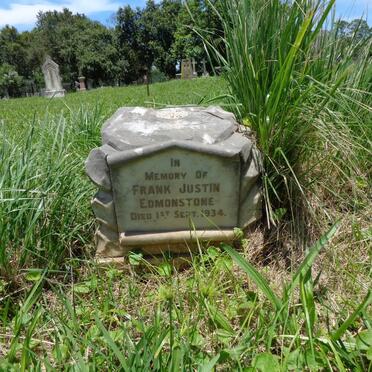 IN
MEMORY OF
FRANK JUSTIN
EDMONSTONE
DIED 1ST SEPT. 1934.